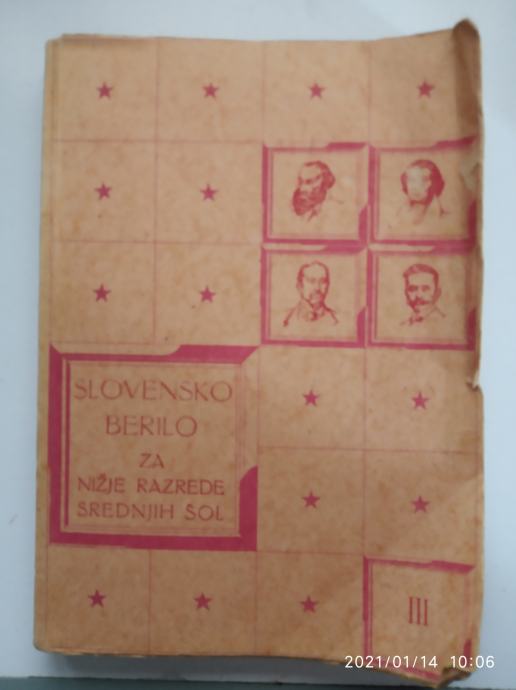 SLOVENSKO
BERILO
ZA
NIŽJE RAZREDE
SREDNJIH ŠOL
III
2021/01/14 10:06